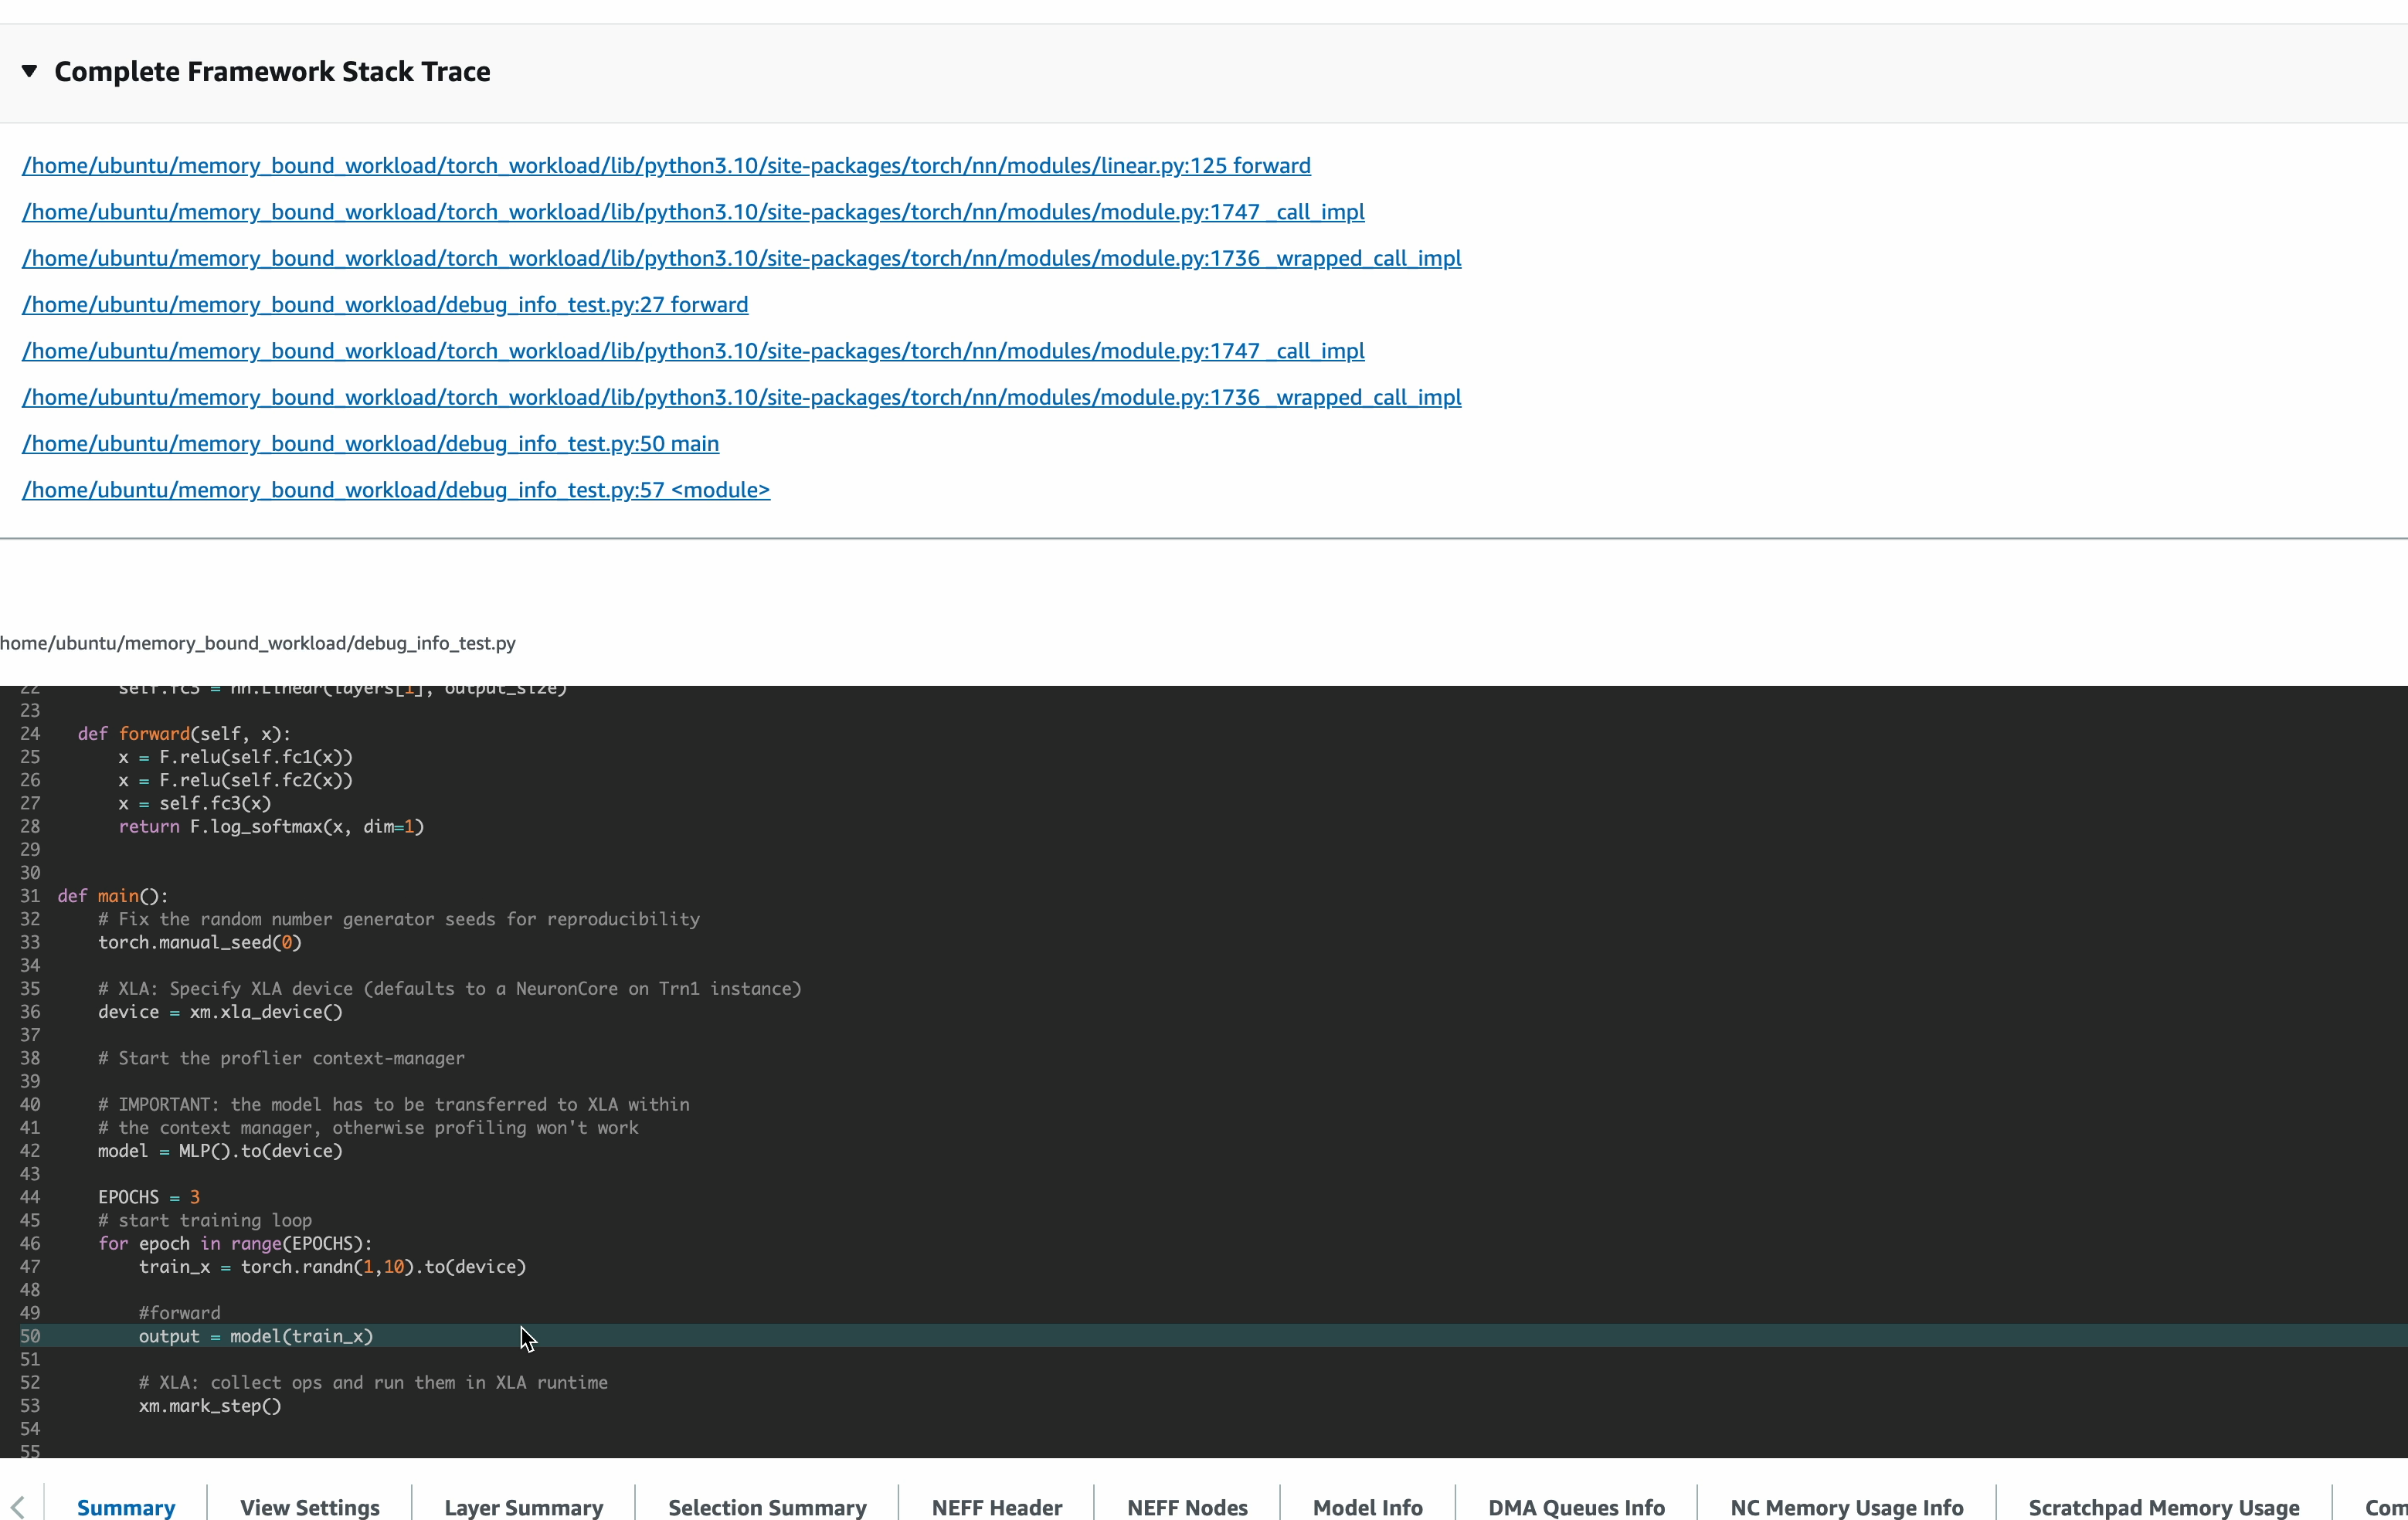 ▼ Complete Framework Stack Trace
/home/ubuntu/memory_bound_workload/torch_workload/lib/python3.10/site-packages/torch/nn/modules/linear.py:125 forward
/home/ubuntu/memory_bound_workload/torch_workload/lib/python3.10/site-packages/torch/nn/modules/module.py:1747 _call_impl
/home/ubuntu/memory_bound_workload/torch_workload/lib/python3.10/site-packages/torch/nn/modules/module.py:1736 _wrapped_call_impl
/home/ubuntu/memory_bound_workload/debug_info_test.py:27 forward
/home/ubuntu/memory_bound_workload/torch_workload/lib/python3.10/site-packages/torch/nn/modules/module.py:1747 _call_impl
/home/ubuntu/memory_bound_workload/torch_workload/lib/python3.10/site-packages/torch/nn/modules/module.py:1736 _wrapped_call_impl
/home/ubuntu/memory_bound_workload/debug_info_test.py:50 main
/home/ubuntu/memory_bound_workload/debug_info_test.py:57 <module>
home/ubuntu/memory_bound_workload/debug_info_test.py
22         self.fc3 = nn.Linear(layers[1], output_size)
23
24     def forward(self, x):
25         x = F.relu(self.fc1(x))
26         x = F.relu(self.fc2(x))
27         x = self.fc3(x)
28         return F.log_softmax(x, dim=1)
29
30
31 def main():
32     # Fix the random number generator seeds for reproducibility
33     torch.manual_seed(0)
34
35     # XLA: Specify XLA device (defaults to a NeuronCore on Trn1 instance)
36     device = xm.xla_device()
37
38     # Start the proflier context-manager
39
40     # IMPORTANT: the model has to be transferred to XLA within
41     # the context manager, otherwise profiling won't work
42     model = MLP().to(device)
43
44     EPOCHS = 3
45     # start training loop
46     for epoch in range(EPOCHS):
47         train_x = torch.randn(1,10).to(device)
48
49         #forward
50         output = model(train_x)
51
52         # XLA: collect ops and run them in XLA runtime
53         xm.mark_step()
54
55
Summary | View Settings | Layer Summary | Selection Summary | NEFF Header | NEFF Nodes | Model Info | DMA Queues Info | NC Memory Usage Info | Scratchpad Memory Usage | Com